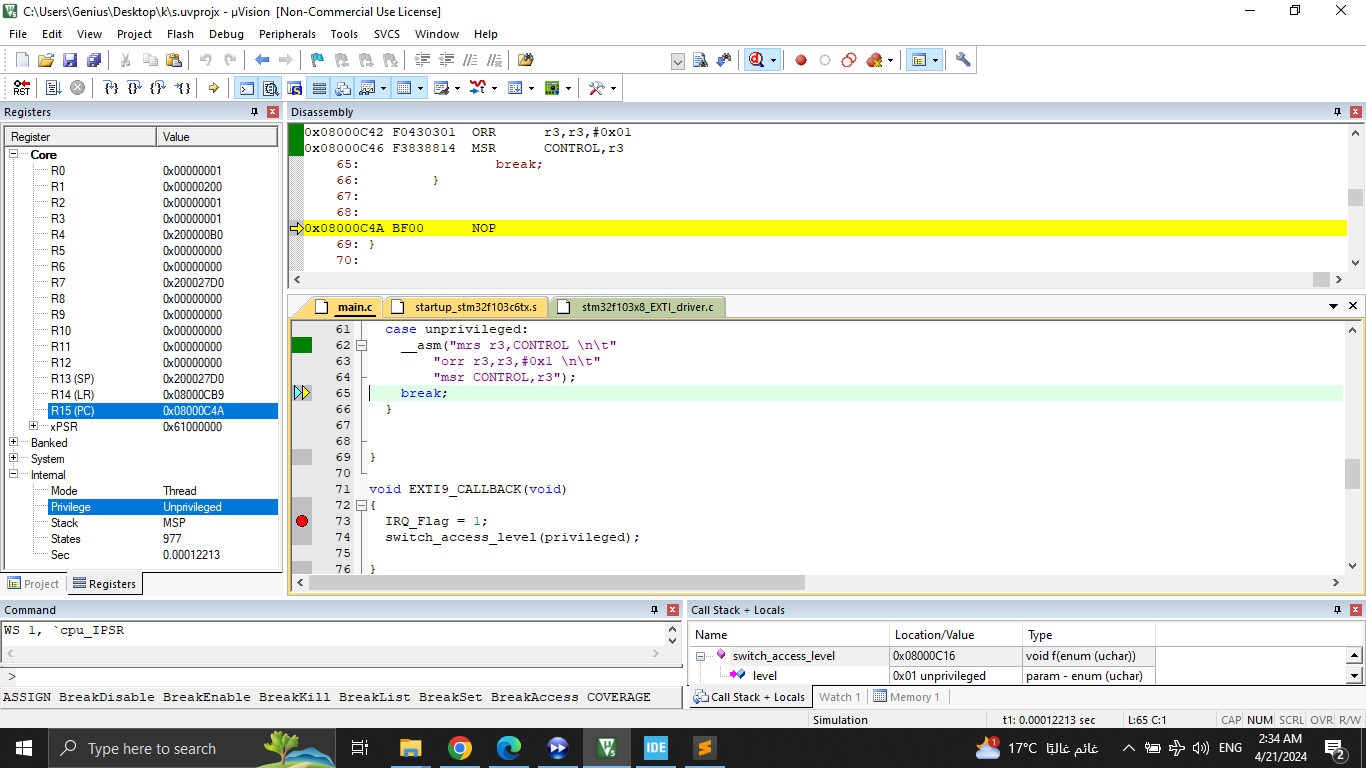 C:\Users\Genius\Desktop\k\s.uvprojx - µVision [Non-Commercial Use License]
File Edit View Project Flash Debug Peripherals Tools SVCS Window Help
Registers
Register Value
Core
R0 0x00000001
R1 0x00000200
R2 0x00000001
R3 0x00000001
R4 0x200000B0
R5 0x00000000
R6 0x00000000
R7 0x200027D0
R8 0x00000000
R9 0x00000000
R10 0x00000000
R11 0x00000000
R12 0x00000000
R13 (SP) 0x200027D0
R14 (LR) 0x08000CB9
R15 (PC) 0x08000C4A
xPSR 0x61000000
Banked
System
Internal
Mode Thread
Privilege Unprivileged
Stack MSP
States 977
Sec 0.00012213
Project Registers
Disassembly
0x08000C42 F0430301 ORR r3,r3,#0x01
0x08000C46 F3838814 MSR CONTROL,r3
65: break;
66: }
67:
68:
0x08000C4A BF00 NOP
69: }
70:
main.c startup_stm32f103c6tx.s stm32f103x8_EXTI_driver.c
61 case unprivileged:
62 __asm("mrs r3,CONTROL \n\t"
63 "orr r3,r3,#0x1 \n\t"
64 "msr CONTROL,r3");
65 break;
66 }
67
68
69 }
70
71 void EXTI9_CALLBACK(void)
72 {
73 IRQ_Flag = 1;
74 switch_access_level(privileged);
75
76 }
Command
WS 1, `cpu_IPSR
>
ASSIGN BreakDisable BreakEnable BreakKill BreakList BreakSet BreakAccess COVERAGE
Call Stack + Locals
Name Location/Value Type
switch_access_level 0x08000C16 void f(enum (uchar))
level 0x01 unprivileged param - enum (uchar)
Call Stack + Locals Watch 1 Memory 1
Simulation t1: 0.00012213 sec L:65 C:1 CAP NUM SCRL OVR R/W
Type here to search
IDE
17°C غائم غالبًا
ENG
2:34 AM
4/21/2024
2